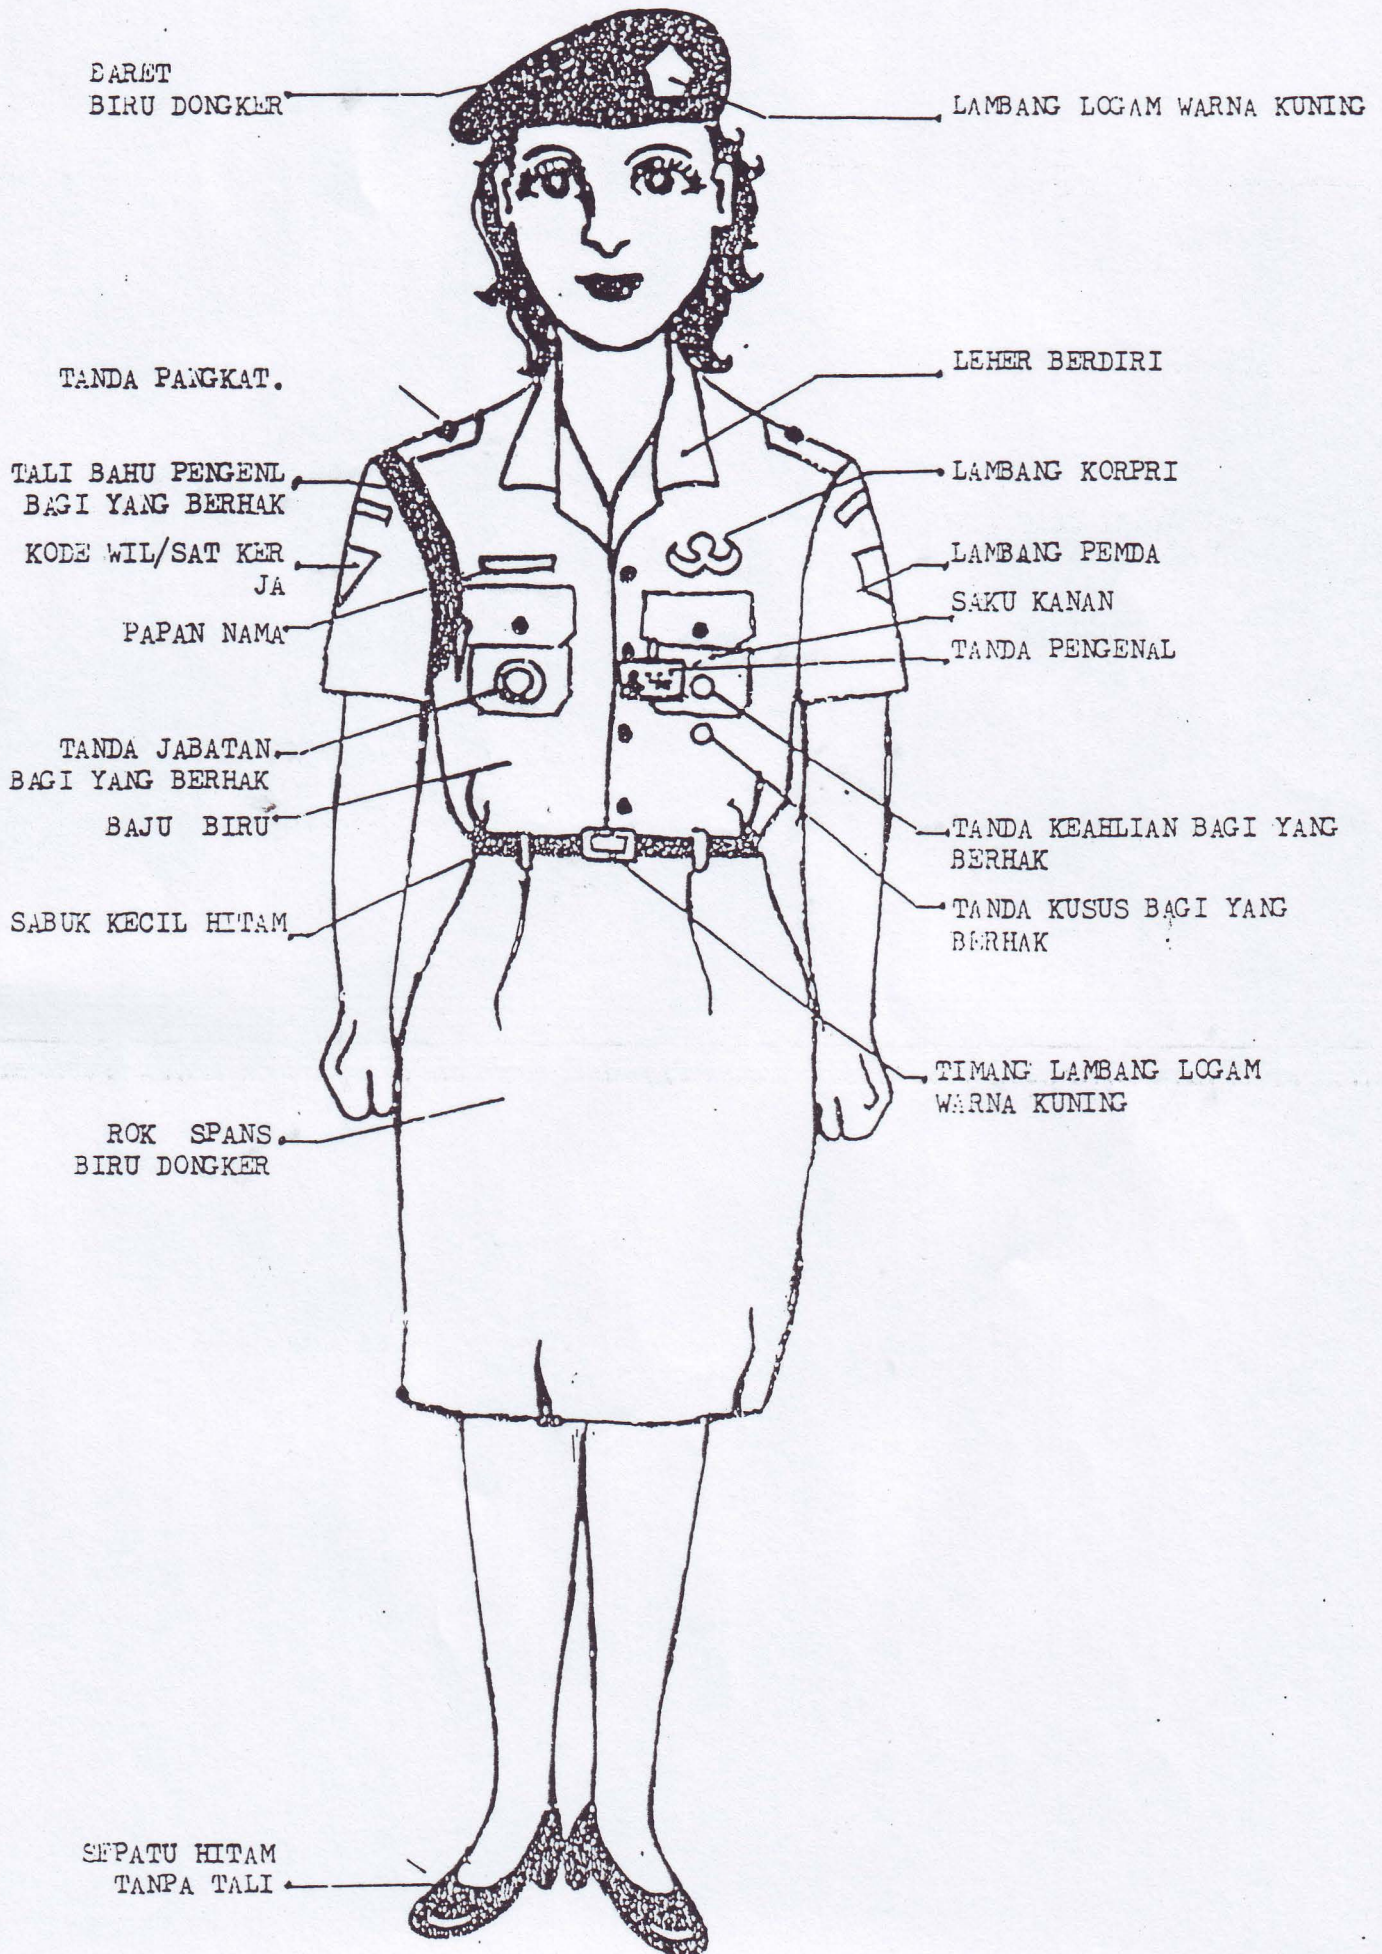 BARET
BIRU DONGKER
LAMBANG LOGAM WARNA KUNING
TANDA PANGKAT.
LEHER BERDIRI
TALI BAHU PENGENL
BAGI YANG BERHAK
LAMBANG KORPRI
KODE WIL/SAT KER
JA
LAMBANG PEMDA
PAPAN NAMA
SAKU KANAN
TANDA PENGENAL
TANDA JABATAN
BAGI YANG BERHAK
BAJU BIRU
TANDA KEAHLIAN BAGI YANG
BERHAK
SABUK KECIL HITAM
TANDA KUSUS BAGI YANG
BERHAK
TIMANG LAMBANG LOGAM
WARNA KUNING
ROK SPANS
BIRU DONGKER
SEPATU HITAM
TANPA TALI